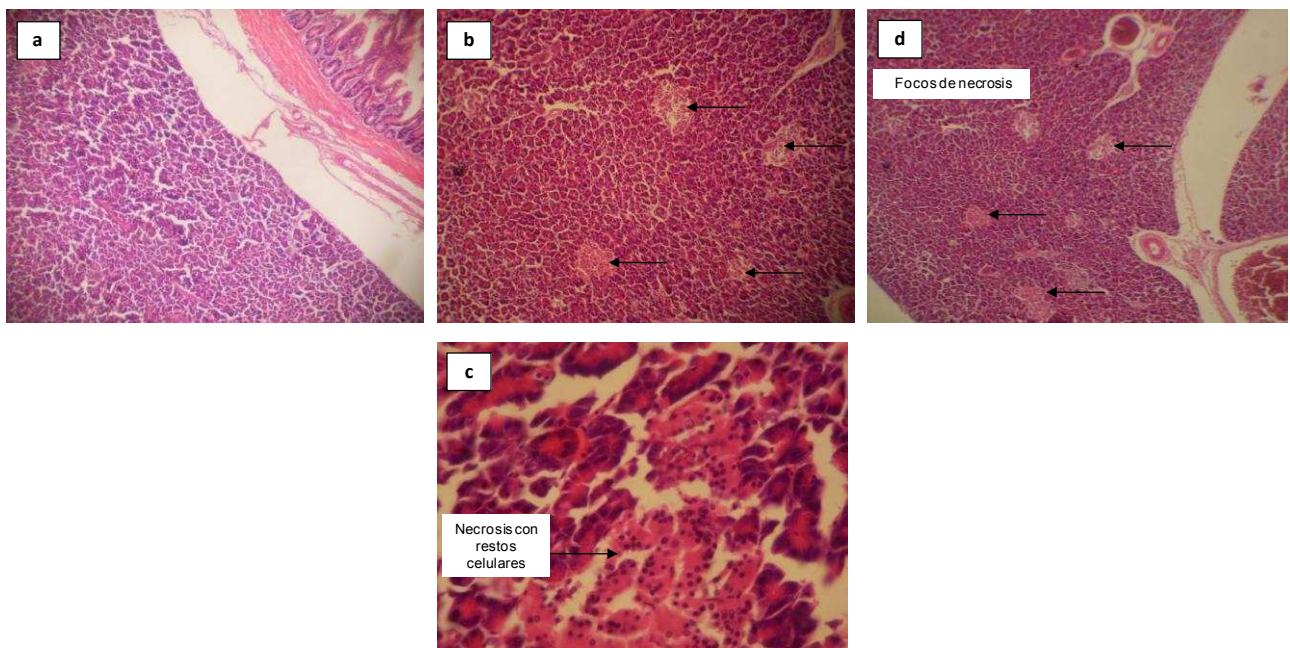 a
b
d
Focos de necrosis
c
Necrosis con
restos
celulares